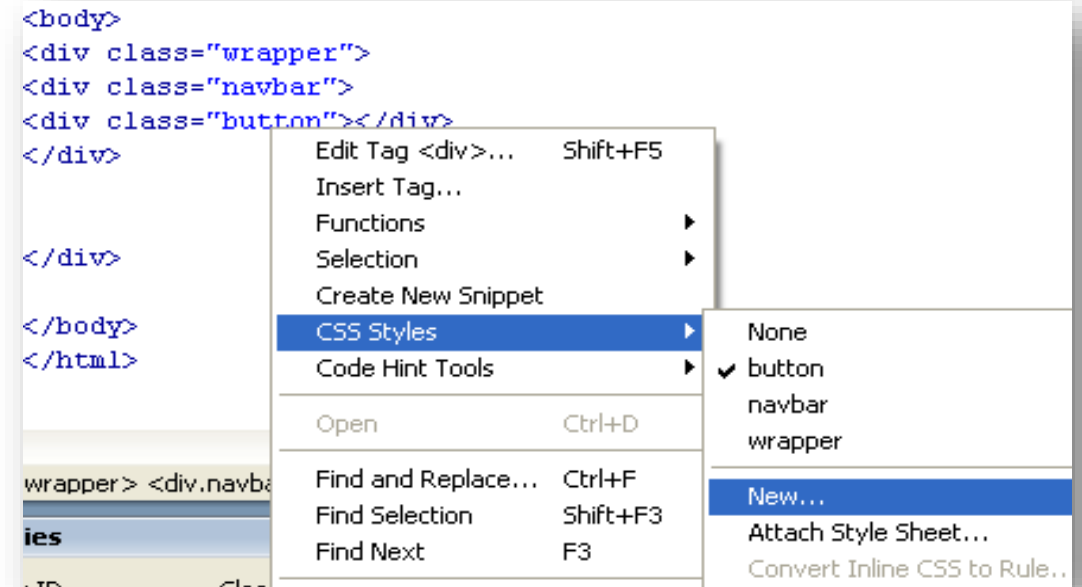 <body>
<div class="wrapper">
<div class="navbar">
<div class="button"></div>
</div>
</div>
</body>
</html>
Edit Tag <div>... Shift+F5
Insert Tag...
Functions
Selection
Create New Snippet
CSS Styles
Code Hint Tools
Open Ctrl+D
Find and Replace... Ctrl+F
Find Selection Shift+F3
Find Next F3
None
button
navbar
wrapper
New...
Attach Style Sheet...
Convert Inline CSS to Rule..
wrapper> <div.navba
ies